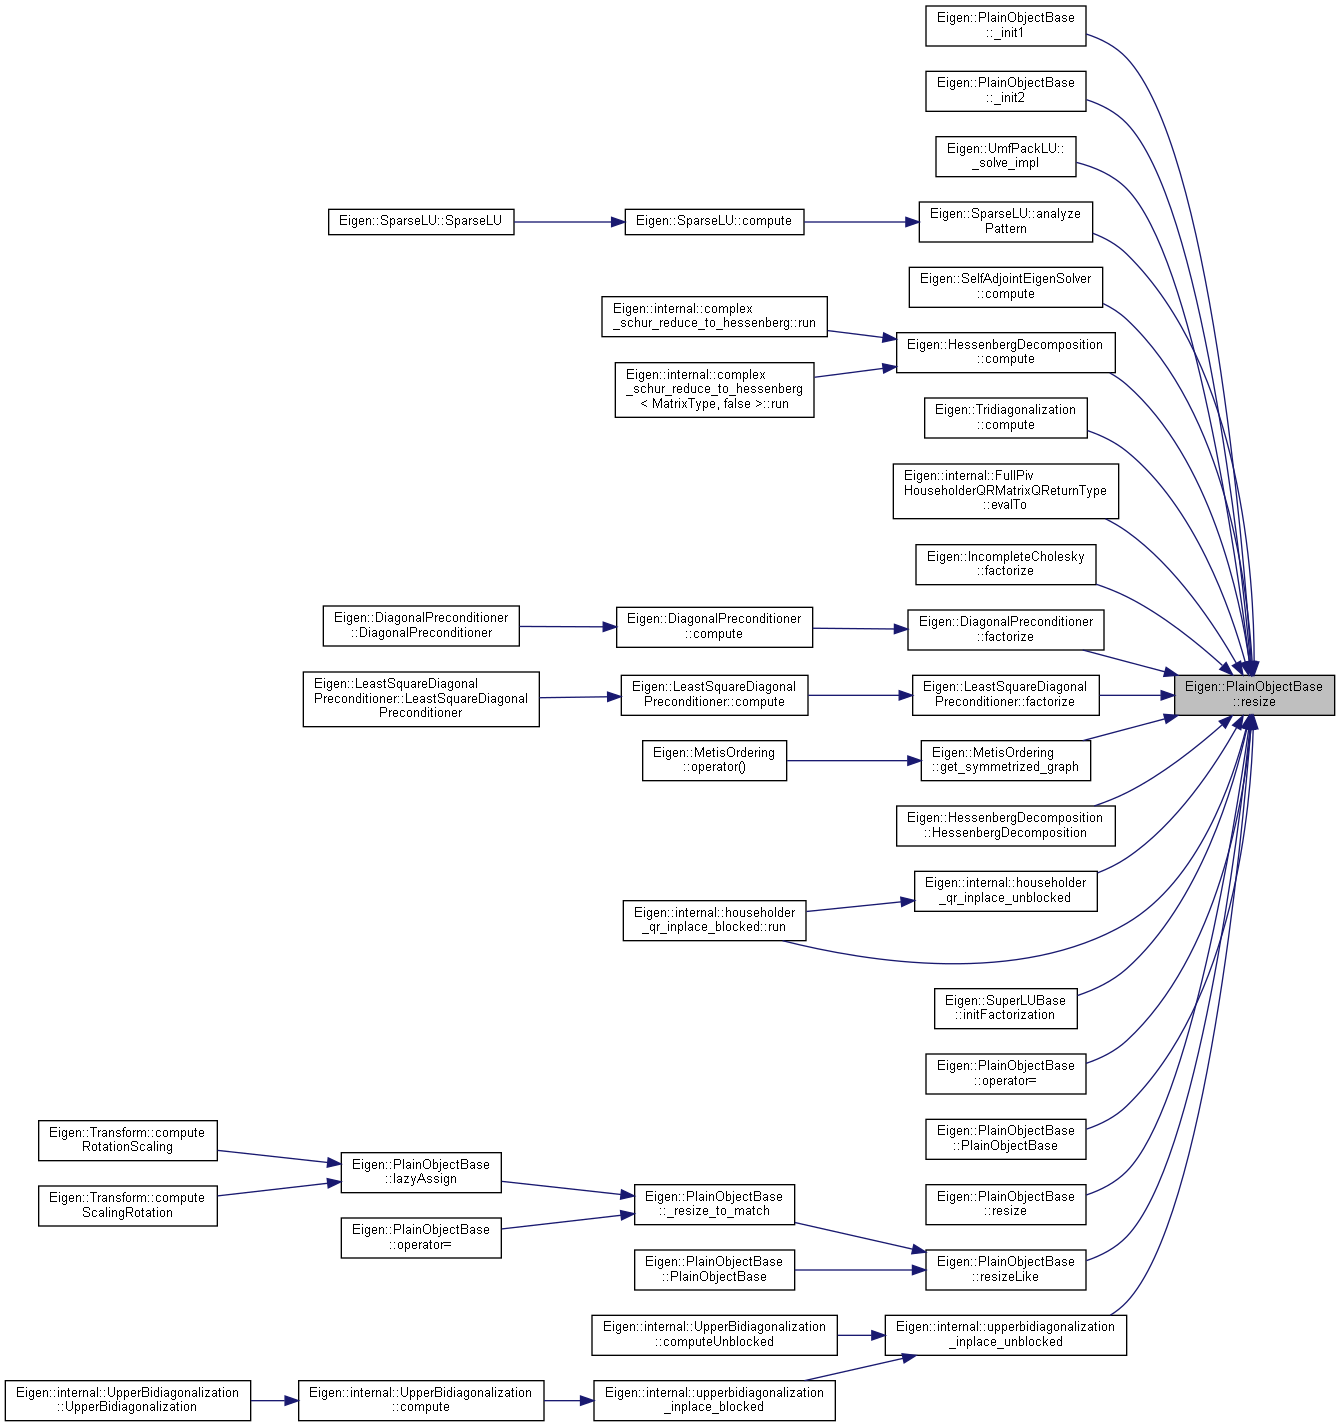 Eigen::PlainObjectBase
::_init1
Eigen::PlainObjectBase
::_init2
Eigen::UmfPackLU::
_solve_impl
Eigen::SparseLU::SparseLU
Eigen::SparseLU::compute
Eigen::SparseLU::analyze
Pattern
Eigen::SelfAdjointEigenSolver
::compute
Eigen::internal::complex
_schur_reduce_to_hessenberg::run
Eigen::HessenbergDecomposition
::compute
Eigen::internal::complex
_schur_reduce_to_hessenberg
< MatrixType, false >::run
Eigen::Tridiagonalization
::compute
Eigen::internal::FullPiv
HouseholderQRMatrixQReturnType
::evalTo
Eigen::IncompleteCholesky
::factorize
Eigen::DiagonalPreconditioner
::DiagonalPreconditioner
Eigen::DiagonalPreconditioner
::compute
Eigen::DiagonalPreconditioner
::factorize
Eigen::LeastSquareDiagonal
Preconditioner::LeastSquareDiagonal
Preconditioner
Eigen::LeastSquareDiagonal
Preconditioner::compute
Eigen::LeastSquareDiagonal
Preconditioner::factorize
Eigen::PlainObjectBase
::resize
Eigen::MetisOrdering
::operator()
Eigen::MetisOrdering
::get_symmetrized_graph
Eigen::HessenbergDecomposition
::HessenbergDecomposition
Eigen::internal::householder
_qr_inplace_unblocked
Eigen::internal::householder
_qr_inplace_blocked::run
Eigen::SuperLUBase
::initFactorization
Eigen::PlainObjectBase
::operator=
Eigen::PlainObjectBase
::PlainObjectBase
Eigen::Transform::compute
RotationScaling
Eigen::PlainObjectBase
::lazyAssign
Eigen::Transform::compute
ScalingRotation
Eigen::PlainObjectBase
::_resize_to_match
Eigen::PlainObjectBase
::resize
Eigen::PlainObjectBase
::operator=
Eigen::PlainObjectBase
::PlainObjectBase
Eigen::PlainObjectBase
::resizeLike
Eigen::internal::UpperBidiagonalization
::computeUnblocked
Eigen::internal::upperbidiagonalization
_inplace_unblocked
Eigen::internal::UpperBidiagonalization
::UpperBidiagonalization
Eigen::internal::UpperBidiagonalization
::compute
Eigen::internal::upperbidiagonalization
_inplace_blocked